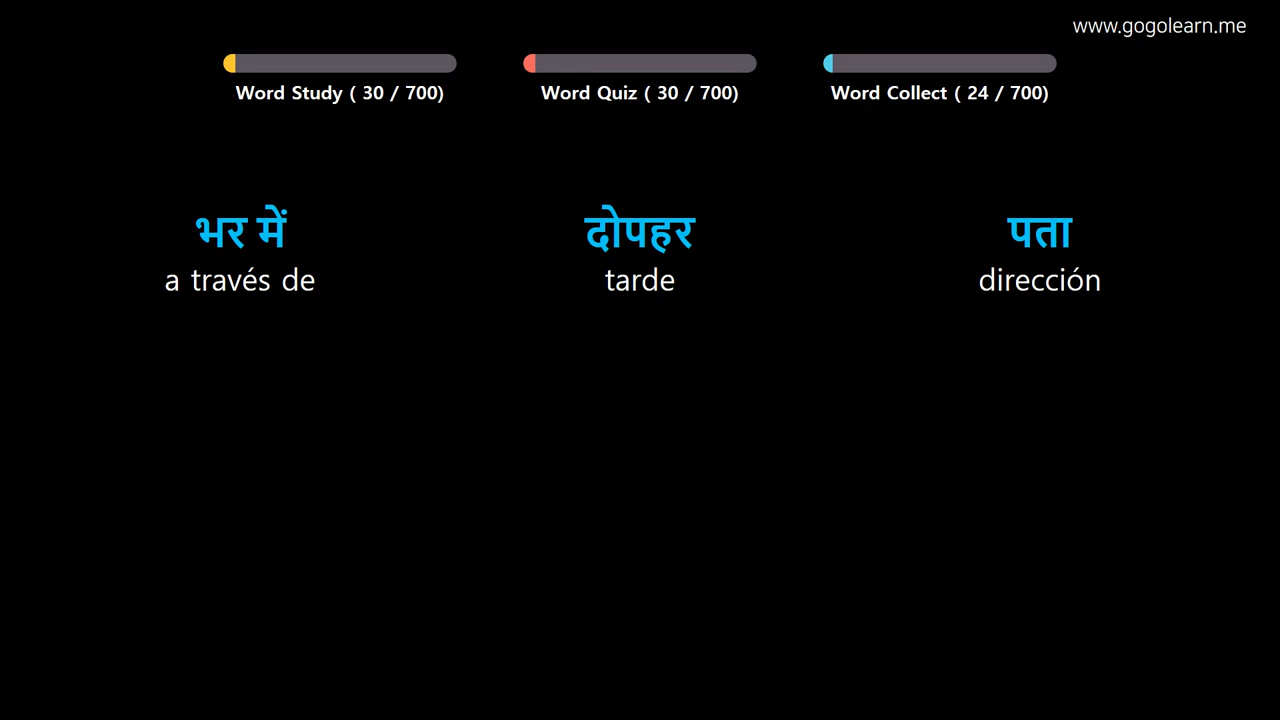 www.gogolearn.me
Word Study ( 30 / 700)
Word Quiz ( 30 / 700)
Word Collect ( 24 / 700)
भर में
a través de
दोपहर
tarde
पता
dirección